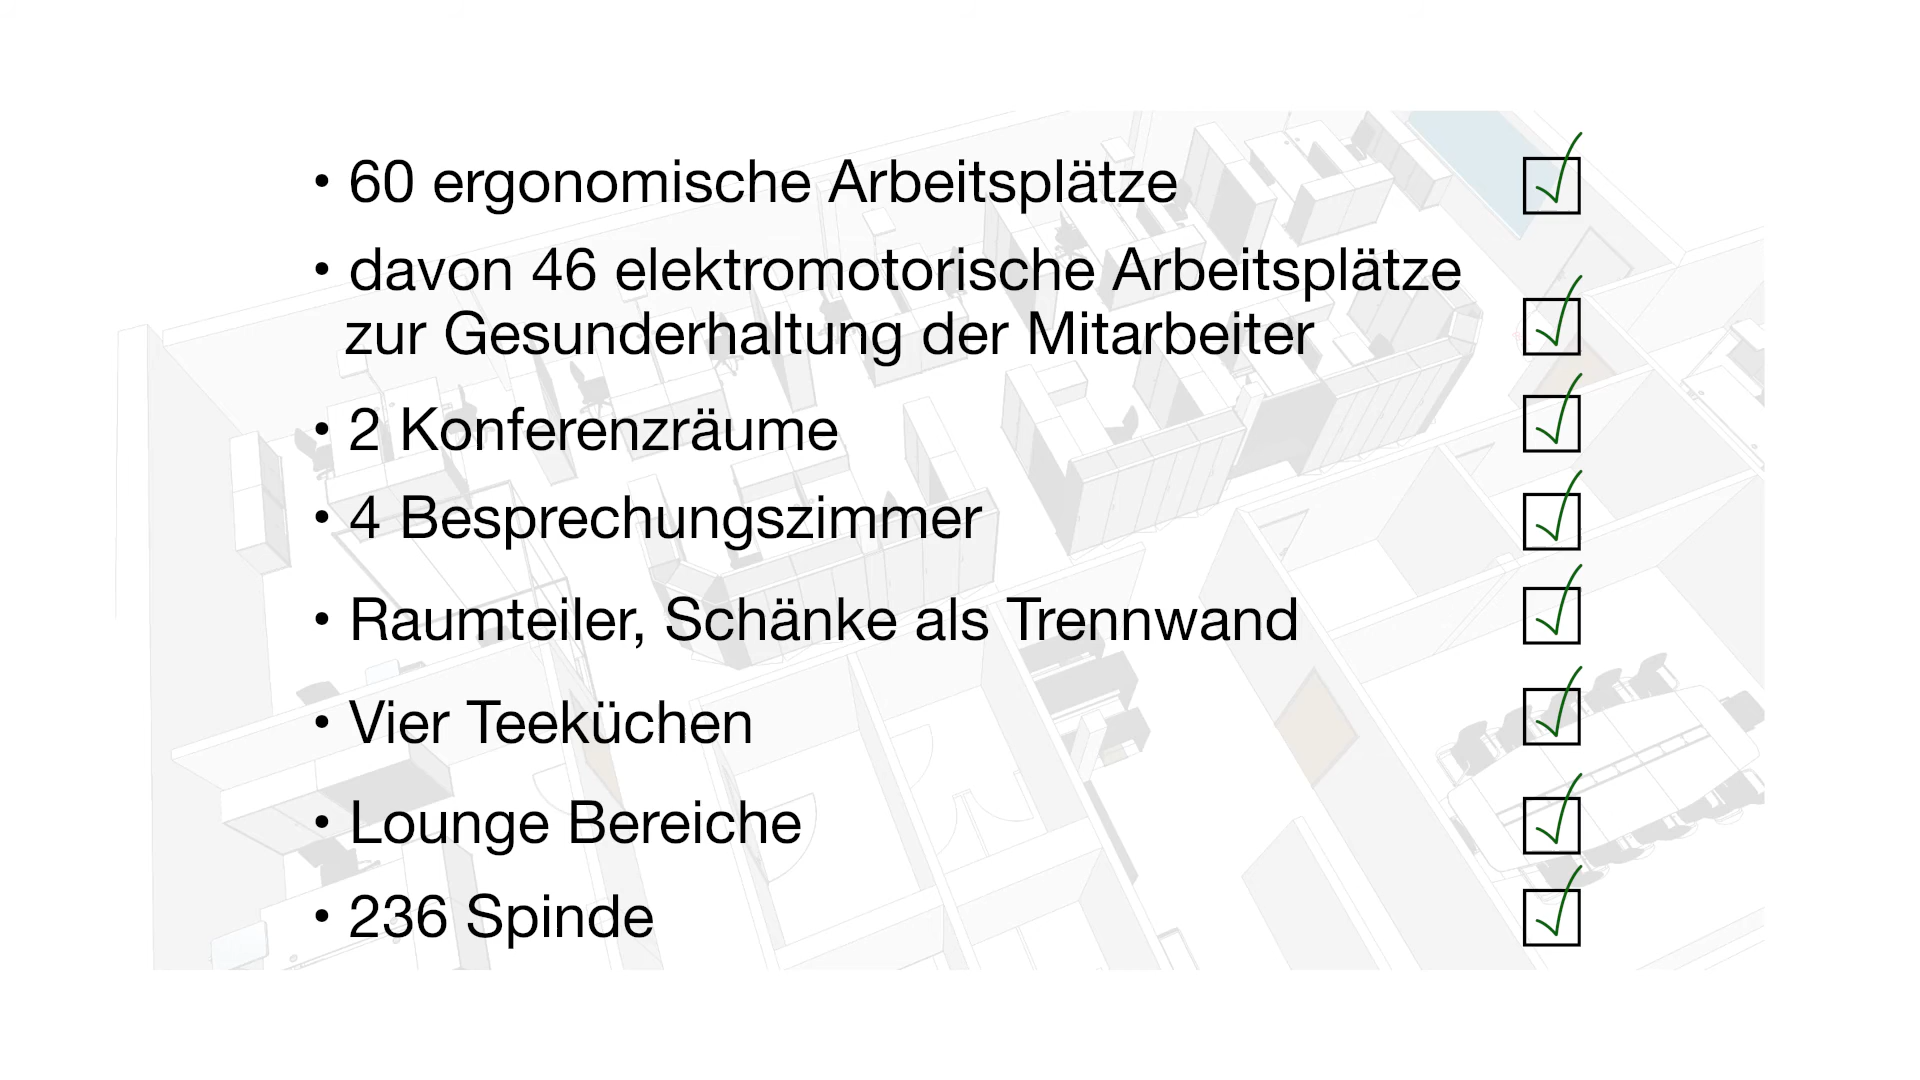 • 60 ergonomische Arbeitsplätze
• davon 46 elektromotorische Arbeitsplätze
zur Gesunderhaltung der Mitarbeiter
• 2 Konferenzräume
• 4 Besprechungszimmer
• Raumteiler, Schänke als Trennwand
• Vier Teeküchen
• Lounge Bereiche
• 236 Spinde